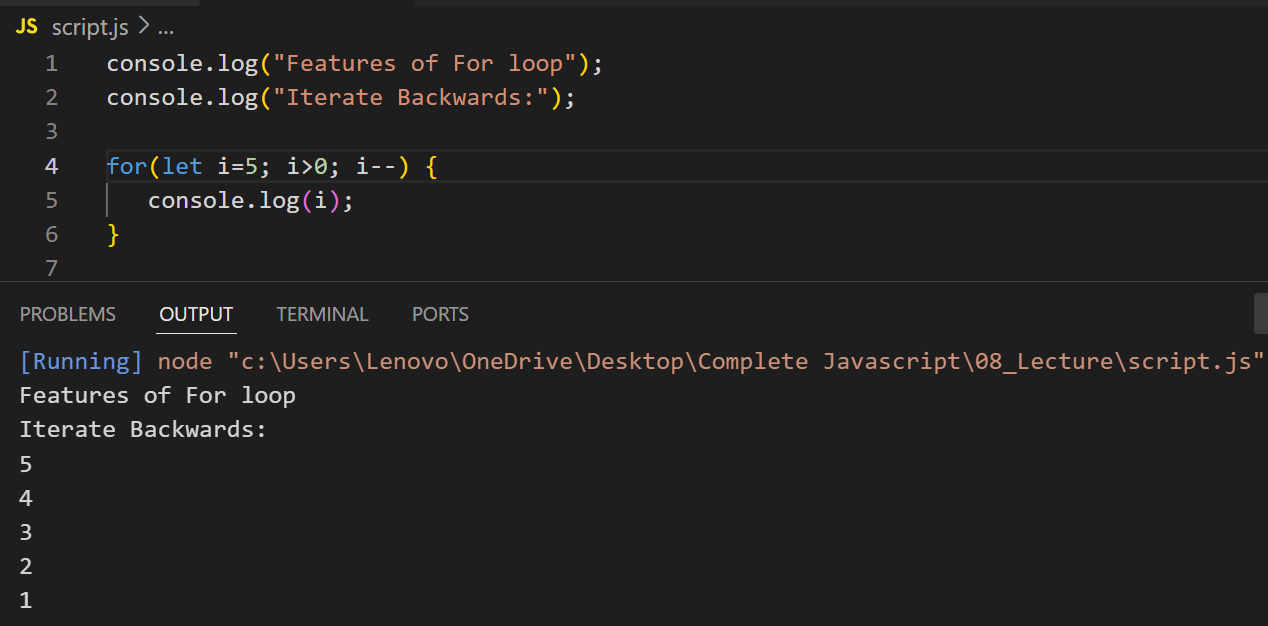 JS script.js > ...
1 console.log("Features of For loop");
2 console.log("Iterate Backwards:");
3
4 for(let i=5; i>0; i--) {
5    console.log(i);
6 }
7
PROBLEMS OUTPUT TERMINAL PORTS
[Running] node "c:\Users\Lenovo\OneDrive\Desktop\Complete Javascript\08_Lecture\script.js"
Features of For loop
Iterate Backwards:
5
4
3
2
1